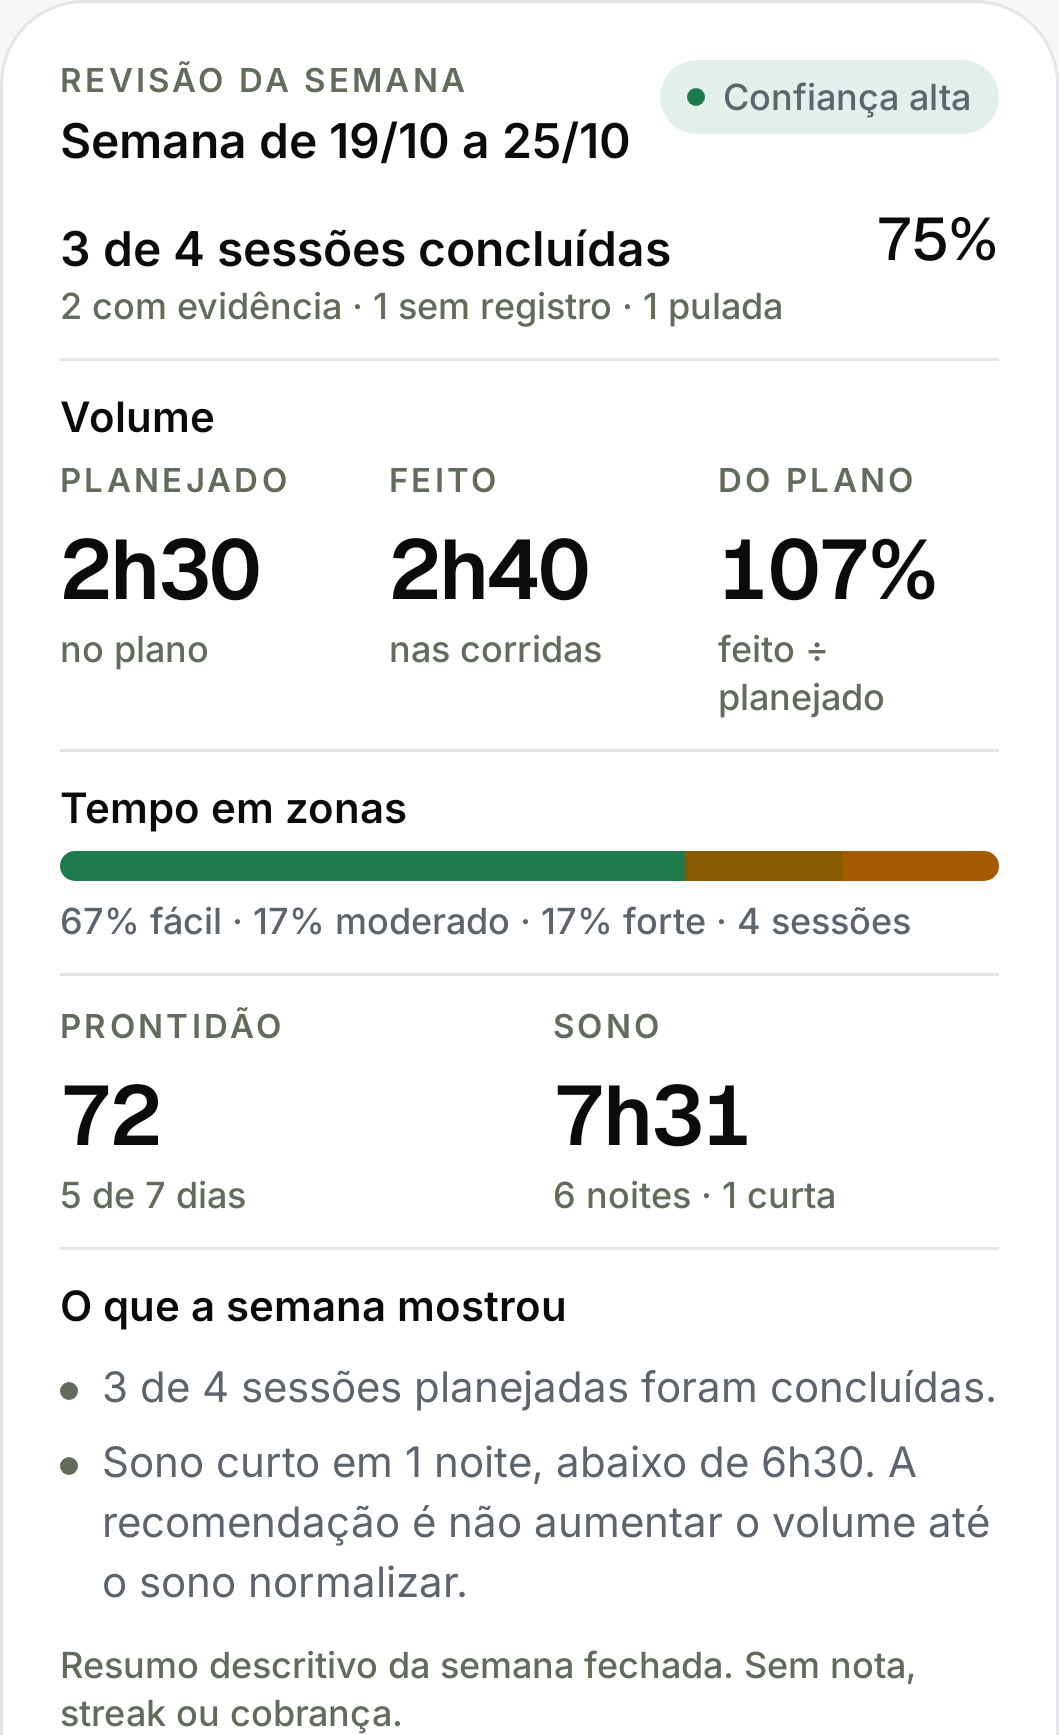 REVISÃO DA SEMANA
Confiança alta
Semana de 19/10 a 25/10
3 de 4 sessões concluídas
75%
2 com evidência · 1 sem registro · 1 pulada
Volume
PLANEJADO
2h30
no plano
FEITO
2h40
nas corridas
DO PLANO
107%
feito ÷
planejado
Tempo em zonas
67% fácil · 17% moderado · 17% forte · 4 sessões
PRONTIDÃO
72
5 de 7 dias
SONO
7h31
6 noites · 1 curta
O que a semana mostrou
3 de 4 sessões planejadas foram concluídas.
Sono curto em 1 noite, abaixo de 6h30. A
recomendação é não aumentar o volume até
o sono normalizar.
Resumo descritivo da semana fechada. Sem nota,
streak ou cobrança.